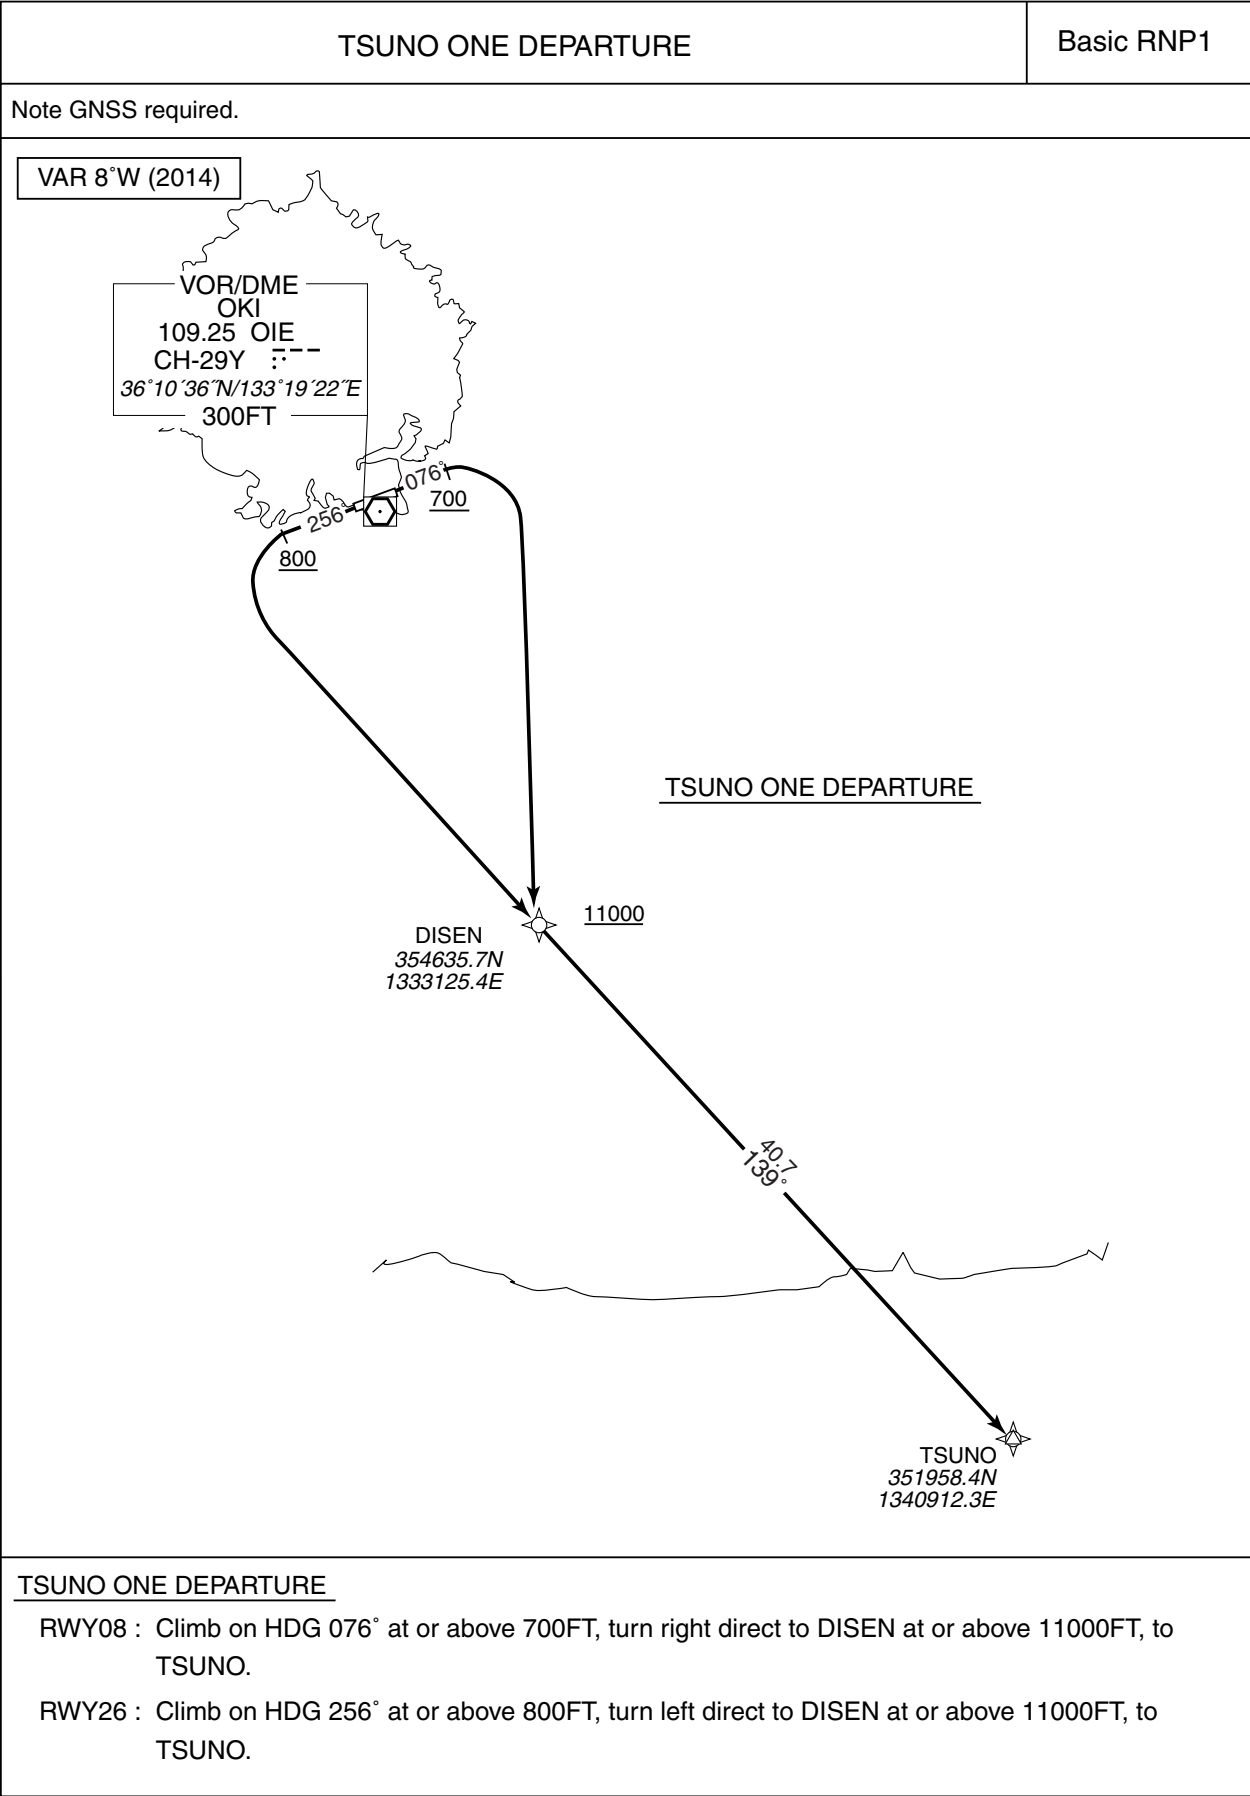 TSUNO ONE DEPARTURE
Basic RNP1
Note GNSS required.
VAR 8˚W (2014)
VOR/DME
OKI
109.25 OIE
CH-29Y
36˚10´36˝N/133˚19´22˝E
300FT
076˚
700
256˚
800
TSUNO ONE DEPARTURE
11000
DISEN
354635.7N
1333125.4E
40.7
139˚
TSUNO
351958.4N
1340912.3E
TSUNO ONE DEPARTURE
RWY08 : Climb on HDG 076˚ at or above 700FT, turn right direct to DISEN at or above 11000FT, to
TSUNO.
RWY26 : Climb on HDG 256˚ at or above 800FT, turn left direct to DISEN at or above 11000FT, to
TSUNO.